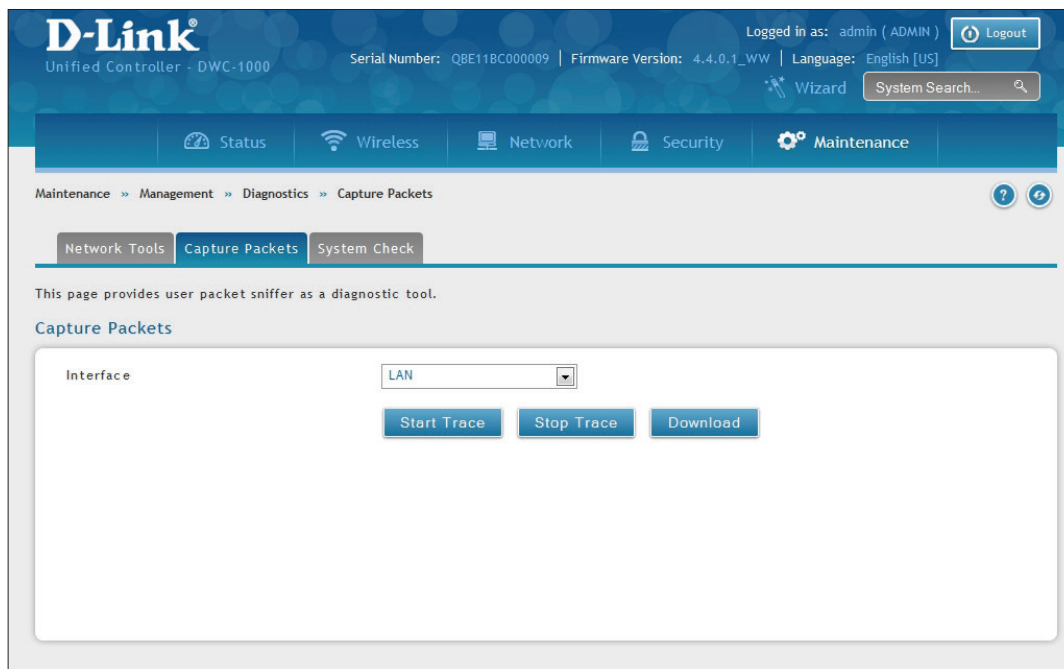 D-Link®
Unified Controller - DWC-1000
Logged in as: admin ( ADMIN ) Logout
Serial Number: QBE11BC000009 | Firmware Version: 4.4.0.1_WW | Language: English [US]
Wizard System Search...
Status Wireless Network Security Maintenance
Maintenance » Management » Diagnostics » Capture Packets
Network Tools Capture Packets System Check
This page provides user packet sniffer as a diagnostic tool.
Capture Packets
Interface LAN
Start Trace Stop Trace Download